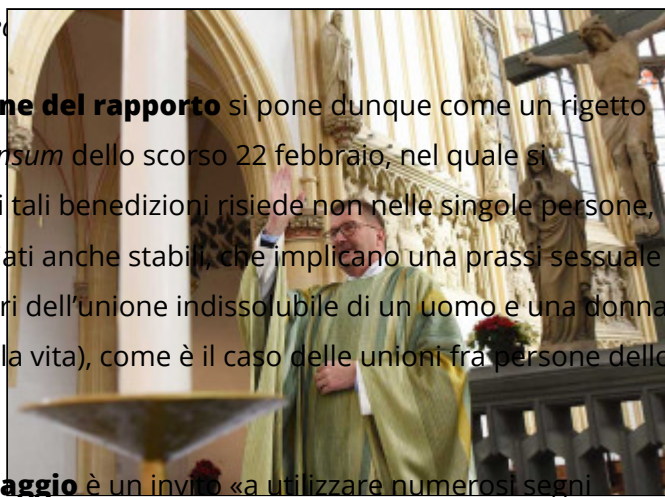 ne del rapporto si pone dunque come un rigetto
nsum dello scorso 22 febbraio, nel quale si
i tali benedizioni risiede non nelle singole persone,
ati anche stabili, che implicano una prassi sessuale
ri dell’unione indissolubile di un uomo e una donna
la vita), come è il caso delle unioni fra persone dello
aggio è un invito «a utilizzare numerosi segni